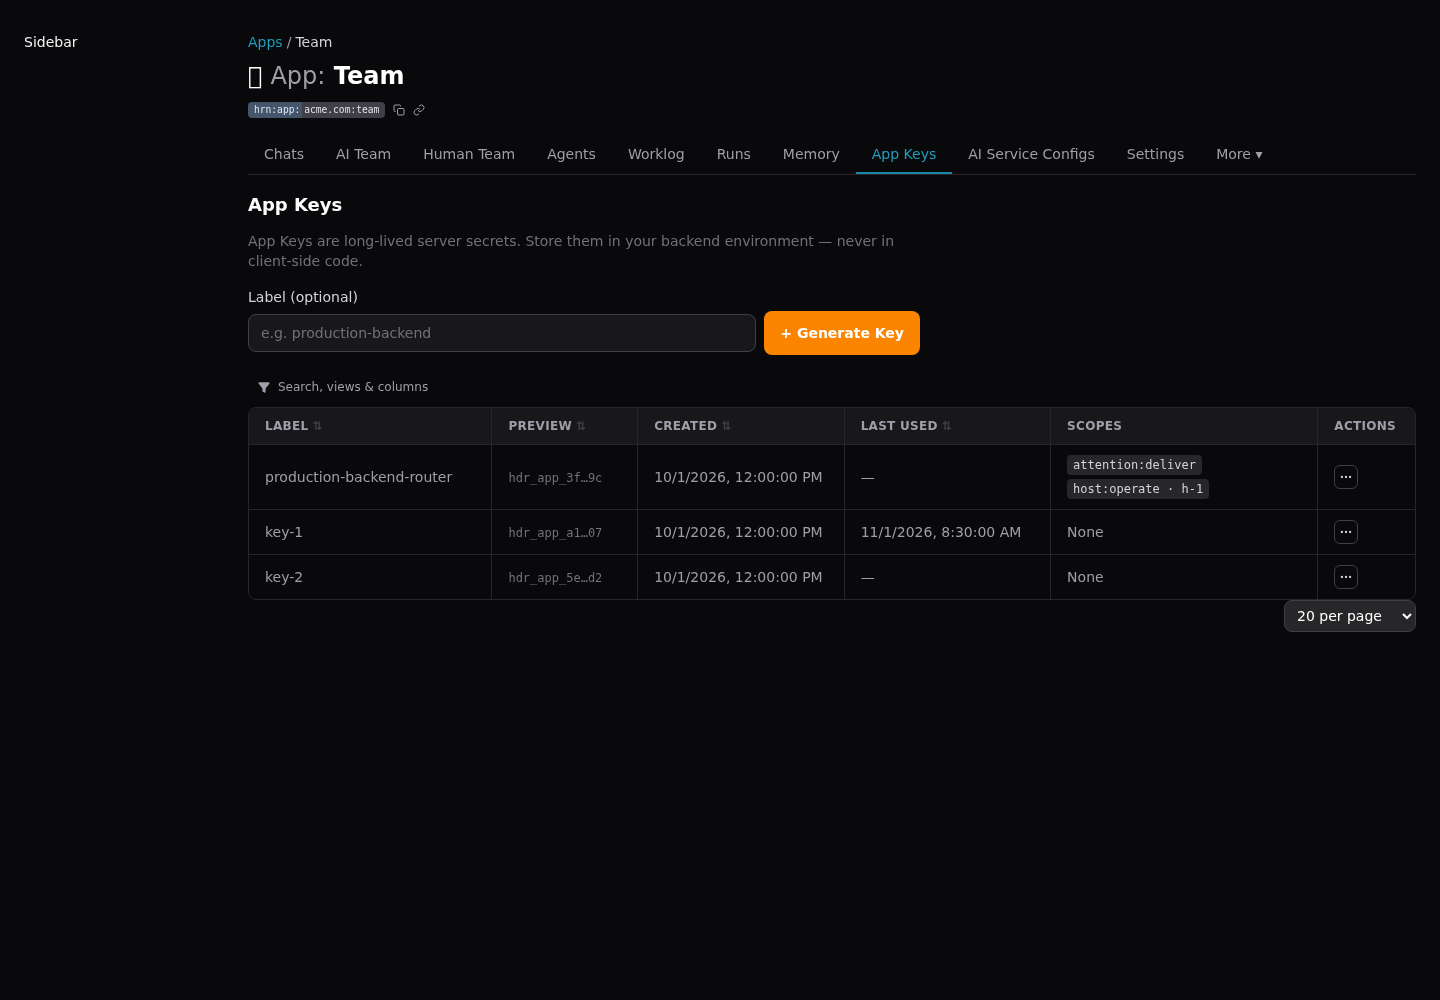 Sidebar
Apps / Team
App: Team
hrn:app: acme.com:team
Chats AI Team Human Team Agents Worklog Runs Memory App Keys AI Service Configs Settings More ▾
App Keys
App Keys are long-lived server secrets. Store them in your backend environment — never in
client-side code.
Label (optional)
e.g. production-backend
+ Generate Key
Search, views & columns
LABEL ⇅ PREVIEW ⇅ CREATED ⇅ LAST USED ⇅ SCOPES ACTIONS
production-backend-router hdr_app_3f…9c 10/1/2026, 12:00:00 PM — attention:deliver
host:operate · h-1
key-1 hdr_app_a1…07 10/1/2026, 12:00:00 PM 11/1/2026, 8:30:00 AM None
key-2 hdr_app_5e…d2 10/1/2026, 12:00:00 PM — None
20 per page